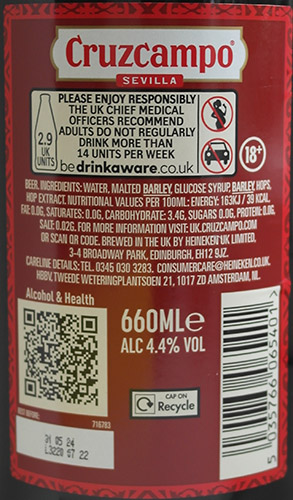 Cruzcampo®
SEVILLA
PLEASE ENJOY RESPONSIBLY
THE UK CHIEF MEDICAL
OFFICERS RECOMMEND
ADULTS DO NOT REGULARLY
DRINK MORE THAN
14 UNITS PER WEEK
2.9
UK
UNITS
bedrinkaware.co.uk
18+
BEER. INGREDIENTS: WATER, MALTED BARLEY, GLUCOSE SYRUP, BARLEY, HOPS,
HOP EXTRACT. NUTRITIONAL VALUES PER 100ML: ENERGY: 163KJ / 39 KCAL,
FAT: 0.0G, SATURATES: 0.0G, CARBOHYDRATE: 3.4G, SUGARS 0.0G, PROTEIN: 0.0G,
SALT: 0.02G. FOR MORE INFORMATION VISIT: UK.CRUZCAMPO.COM
OR SCAN OR CODE. BREWED IN THE UK BY HEINEKEN UK LIMITED,
3-4 BROADWAY PARK, EDINBURGH, EH12 9JZ.
CARELINE DETAILS: TEL. 0345 030 3283. CONSUMERCARE@HEINEKEN.CO.UK.
HBBV, TWEEDE WETERINGPLANTSOEN 21, 1017 ZD AMSTERDAM, NL.
Alcohol & Health
660ML℮
ALC 4.4% VOL
CAP ON
Recycle
BEST BEFORE:
716783
31 05 24
L3220 97 22
5 035766 065401 >